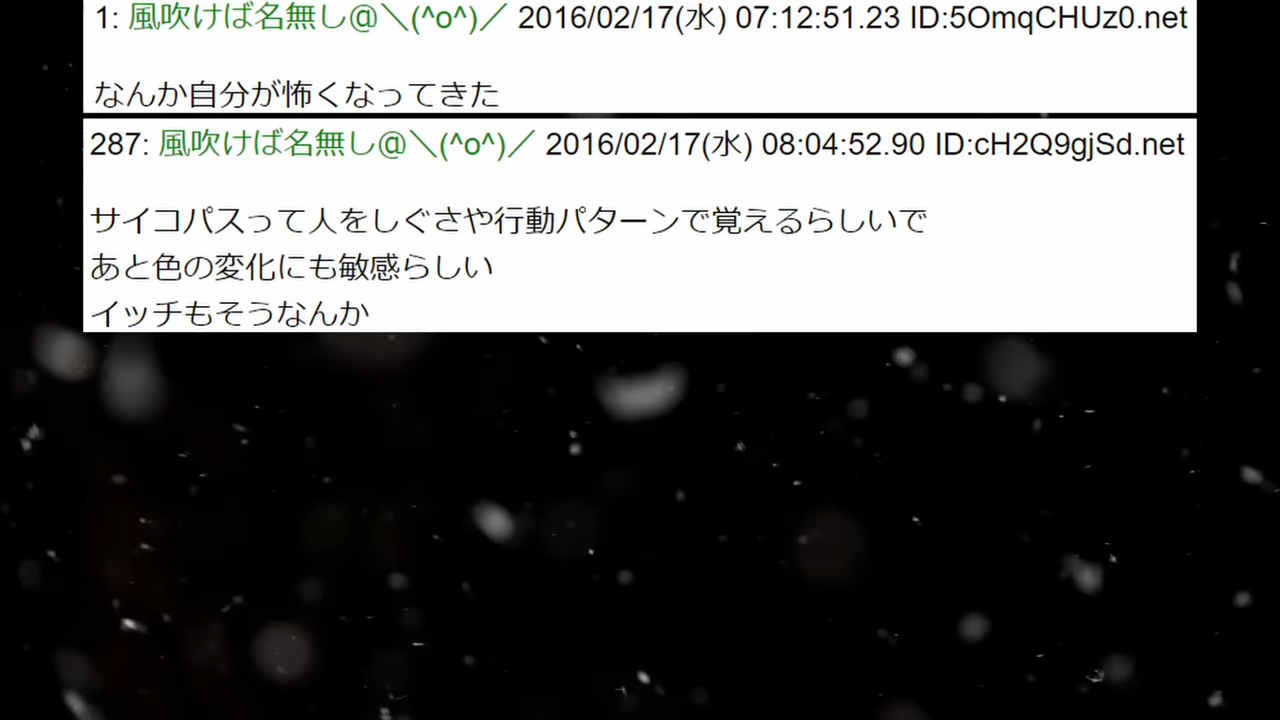 1: 風吹けば名無し@＼(^o^)／ 2016/02/17(水) 07:12:51.23 ID:5OmqCHUz0.net
なんか自分が怖くなってきた
287: 風吹けば名無し@＼(^o^)／ 2016/02/17(水) 08:04:52.90 ID:cH2Q9gjSd.net
サイコパスって人をしぐさや行動パターンで覚えるらしいで
あと色の変化にも敏感らしい
イッチもそうなんか